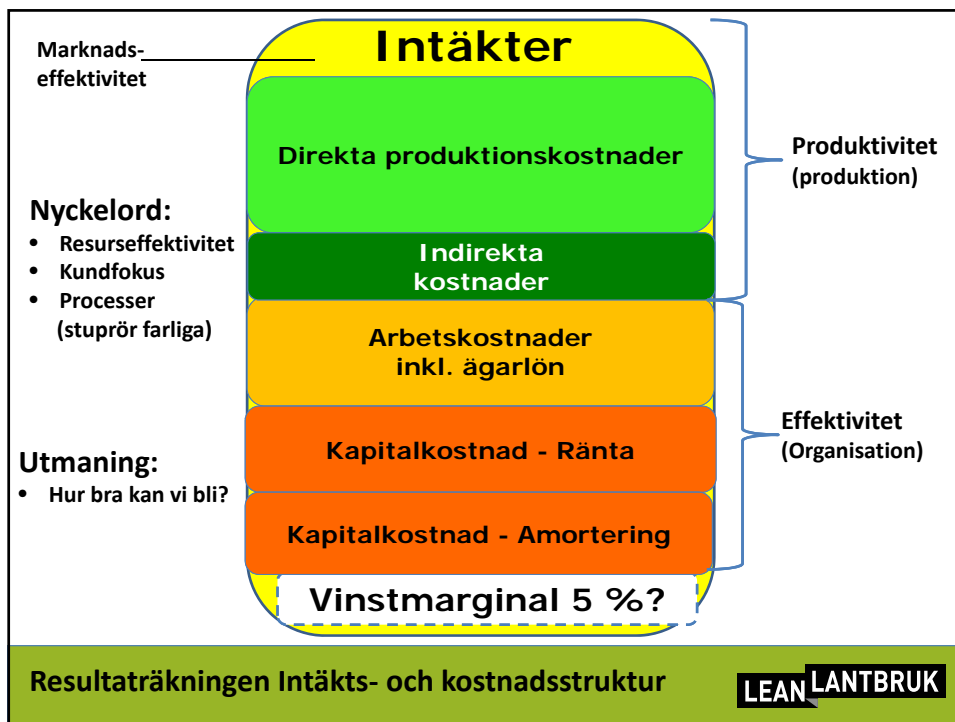 Marknads-
effektivitet
Intäkter
Direkta produktionskostnader
Indirekta
kostnader
Arbetskostnader
inkl. ägarlön
Kapitalkostnad - Ränta
Kapitalkostnad - Amortering
Vinstmarginal 5 %?
Nyckelord:
• Resurseffektivitet
• Kundfokus
• Processer
(stuprör farliga)
Utmaning:
• Hur bra kan vi bli?
Produktivitet
(produktion)
Effektivitet
(Organisation)
Resultaträkningen Intäkts- och kostnadsstruktur
LEAN LANTBRUK